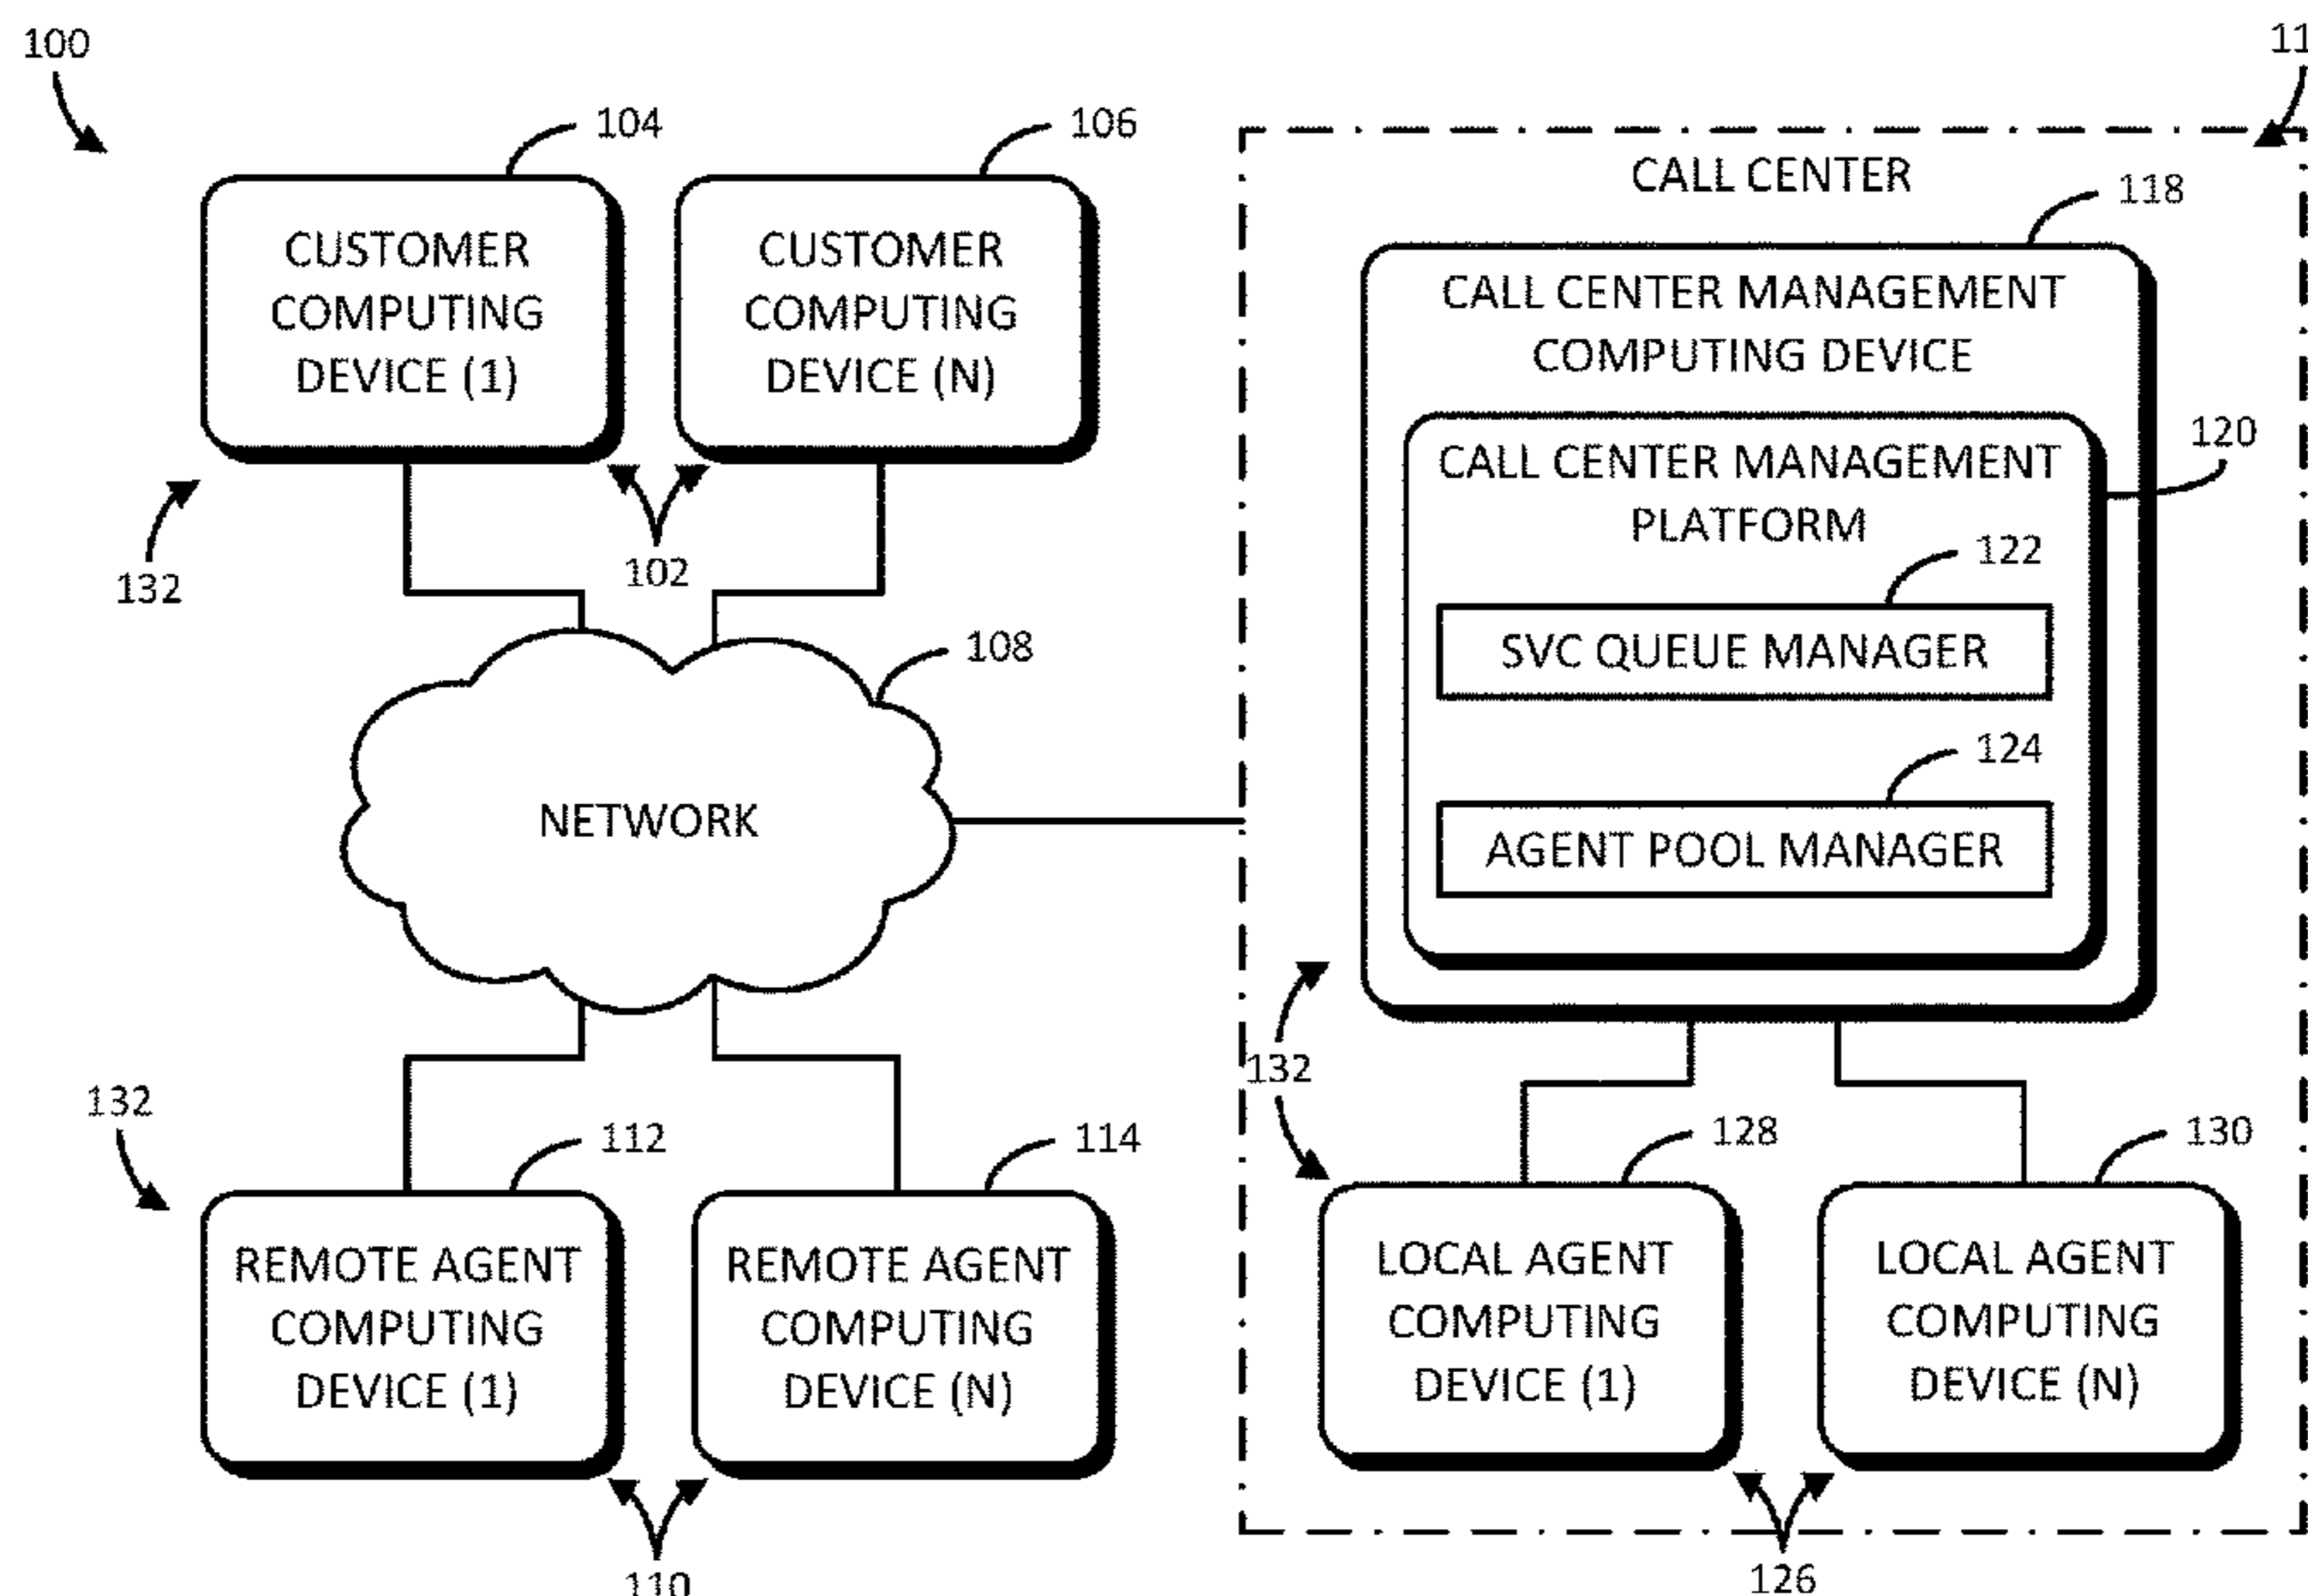 100
104
106
11
CALL CENTER
118
CUSTOMER
COMPUTING
DEVICE (1)
CUSTOMER
COMPUTING
DEVICE (N)
CALL CENTER MANAGEMENT
COMPUTING DEVICE
120
CALL CENTER MANAGEMENT
PLATFORM
132
102
122
SVC QUEUE MANAGER
108
124
NETWORK
AGENT POOL MANAGER
132
132
112
114
128
130
REMOTE AGENT
COMPUTING
DEVICE (1)
REMOTE AGENT
COMPUTING
DEVICE (N)
LOCAL AGENT
COMPUTING
DEVICE (1)
LOCAL AGENT
COMPUTING
DEVICE (N)
110
126